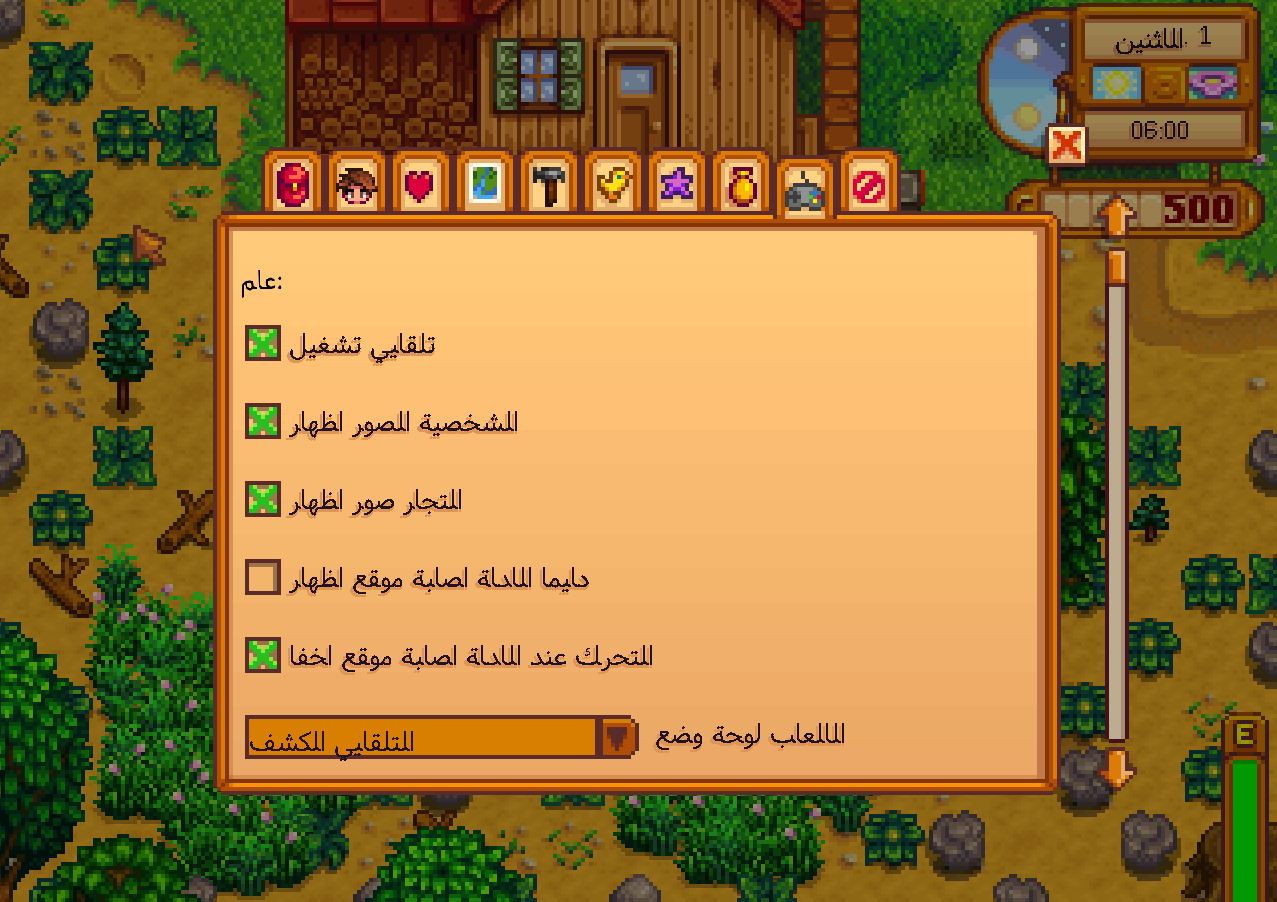 الاثنين. 1
06:00
500
عام:
تلقايي تشغيل
الشخصية الصور اظهار
التجار صور اظهار
دايما الاداة اصابة موقع اظهار
التحرك عند الاداة اصابة موقع اخفا
التلقايي الكشف
الالعاب لوحة وضع
E